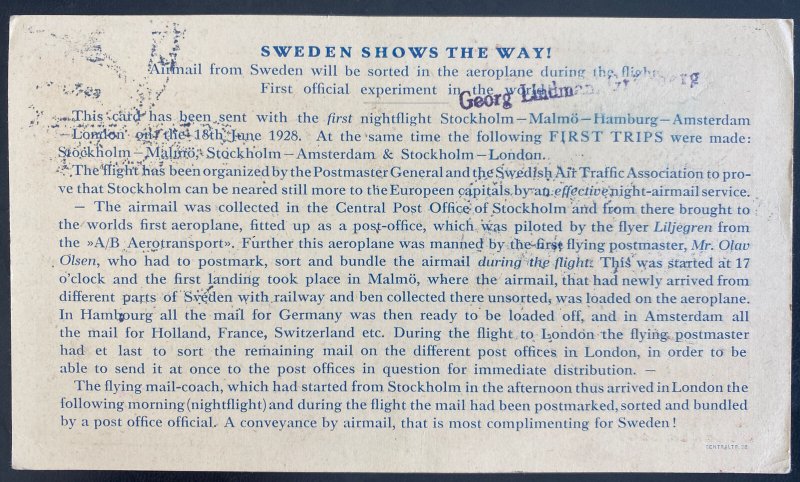 SWEDEN SHOWS THE WAY!
Airmail from Sweden will be sorted in the aeroplane during the flight
First official experiment in the world
Georg Lindman,
—This card has been sent with the first nightflight Stockholm—Malmö—Hamburg—Amsterdam
—London on the 18th June 1928. At the same time the following FIRST TRIPS were made:
Stockholm—Malmö, Stockholm—Amsterdam & Stockholm—London.
—The flight has been organized by the Postmaster General and the Swedish Air Traffic Association to pro-
ve that Stockholm can be neared still more to the Europeen capitals by an effective night-airmail service.
— The airmail was collected in the Central Post Office of Stockholm and from there brought to
the worlds first aeroplane, fitted up as a post-office, which was piloted by the flyer Liljegren from
the »A/B Aerotransport». Further this aeroplane was manned by the first flying postmaster, Mr. Olav
Olsen, who had to postmark, sort and bundle the airmail during the flight. This was started at 17
o'clock and the first landing took place in Malmö, where the airmail, that had newly arrived from
different parts of Sveden with railway and ben collected there unsorted, was loaded on the aeroplane.
In Hambourg all the mail for Germany was then ready to be loaded off, and in Amsterdam all
the mail for Holland, France, Switzerland etc. During the flight to London the flying postmaster
had et last to sort the remaining mail on the different post offices in London, in order to be
able to send it at once to the post offices in question for immediate distribution. —
The flying mail-coach, which had started from Stockholm in the afternoon thus arrived in London the
following morning (nightflight) and during the flight the mail had been postmarked, sorted and bundled
by a post office official. A conveyance by airmail, that is most complimenting for Sweden!